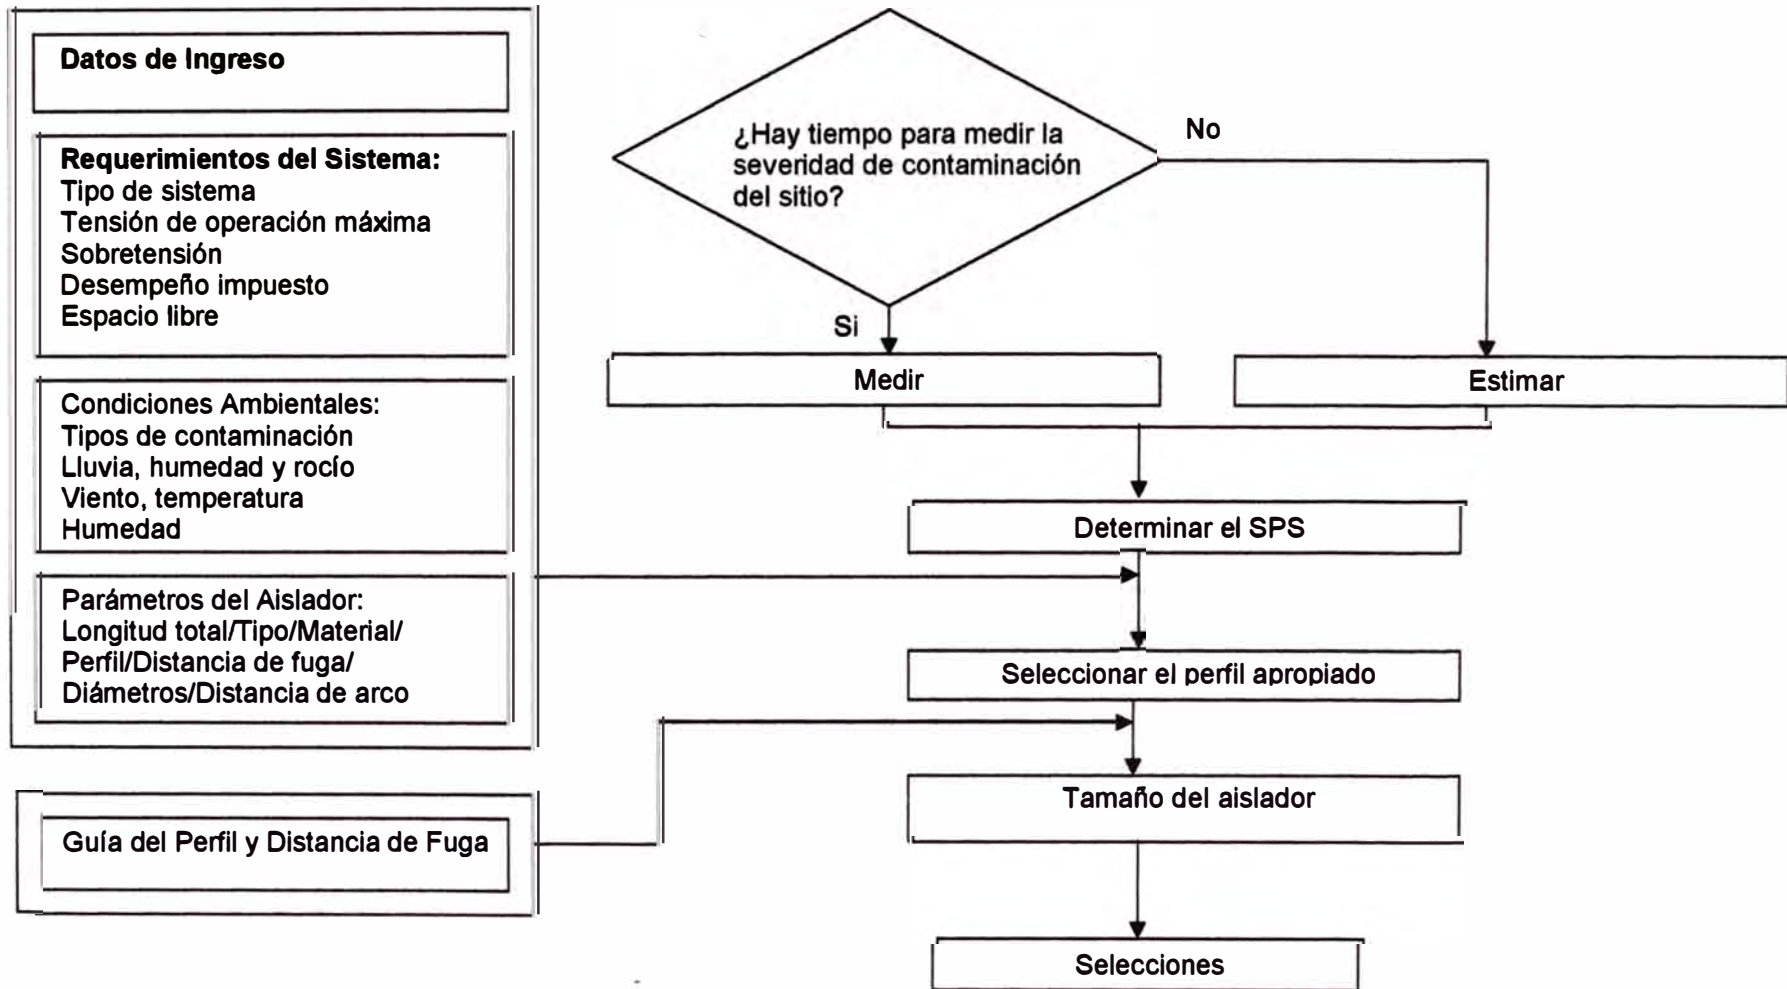 Datos de Ingreso
Requerimientos del Sistema:
Tipo de sistema
Tensión de operación máxima
Sobretensión
Desempeño impuesto
Espacio libre
Condiciones Ambientales:
Tipos de contaminación
Lluvia, humedad y rocío
Viento, temperatura
Humedad
Parámetros del Aislador:
Longitud total/Tipo/Material/
Perfil/Distancia de fuga/
Diámetros/Distancia de arco
Guía del Perfil y Distancia de Fuga
¿Hay tiempo para medir la
severidad de contaminación
del sitio?
No
Si
Medir
Estimar
Determinar el SPS
Seleccionar el perfil apropiado
Tamaño del aislador
Selecciones